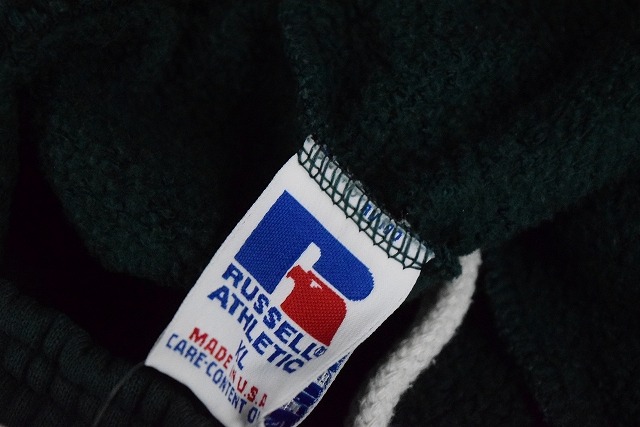 RUSSELL®
ATHLETIC
XL
MADE IN U.S.A.
CARE-CONTENT